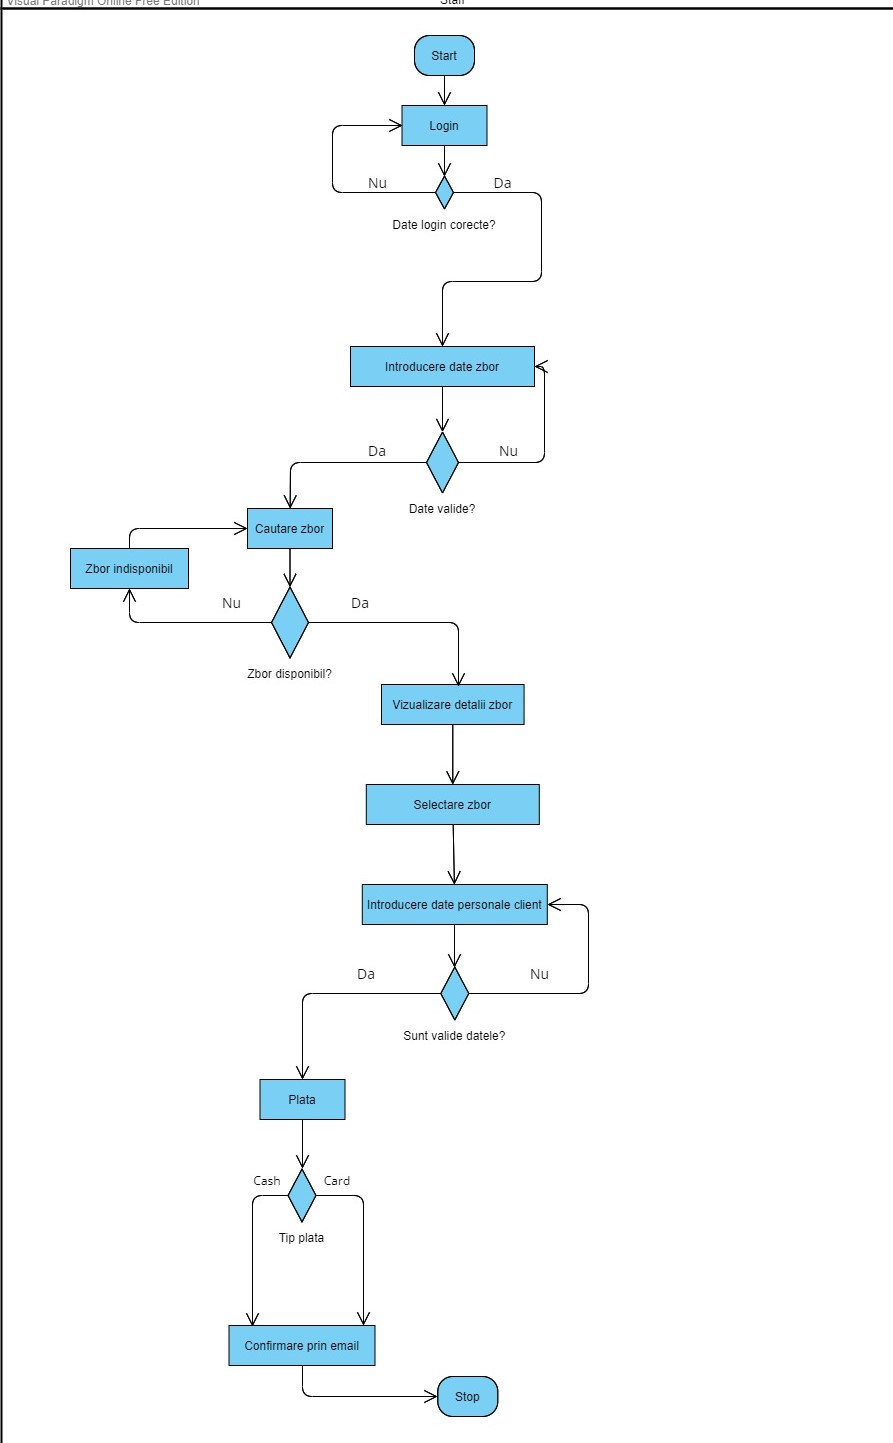 Visual Paradigm Online Free Edition
Staff
Start
Login
Nu
Da
Date login corecte?
Introducere date zbor
Da
Nu
Date valide?
Cautare zbor
Zbor indisponibil
Nu
Da
Zbor disponibil?
Vizualizare detalii zbor
Selectare zbor
Introducere date personale client
Da
Nu
Sunt valide datele?
Plata
Cash
Card
Tip plata
Confirmare prin email
Stop